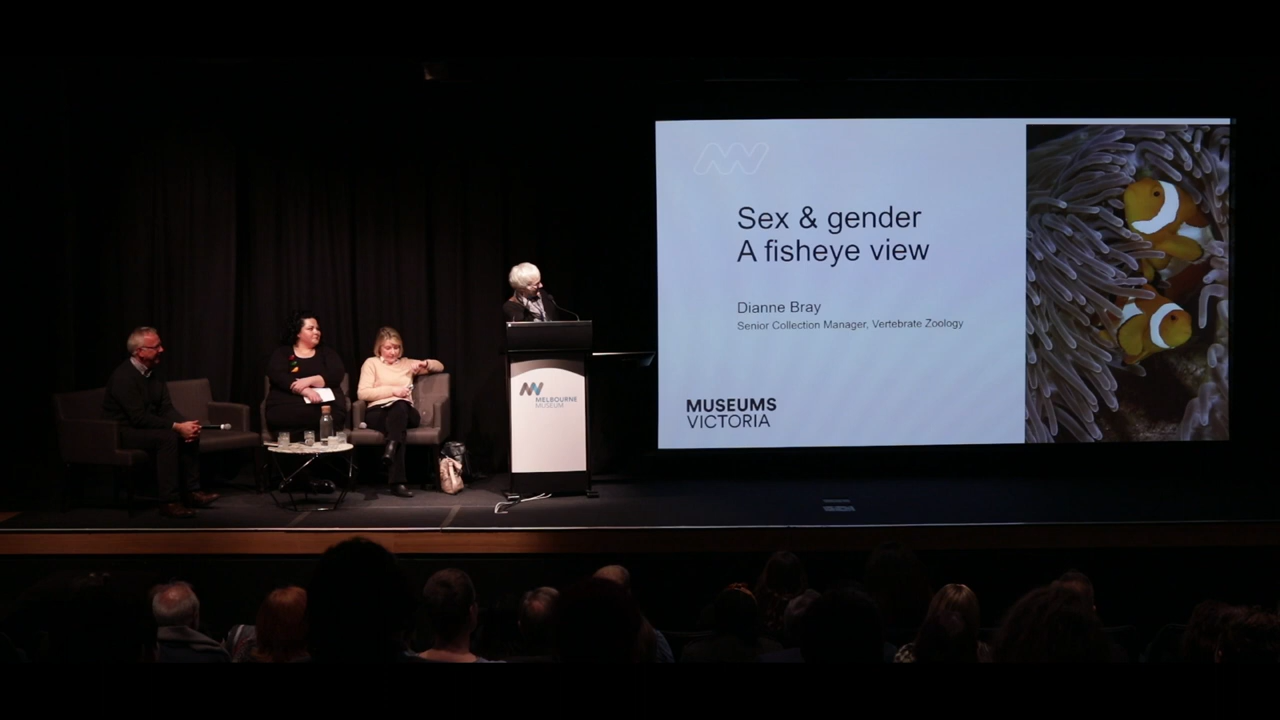 Sex & gender
A fisheye view
Dianne Bray
Senior Collection Manager, Vertebrate Zoology
MUSEUMS
VICTORIA
MELBOURNE
MUSEUM